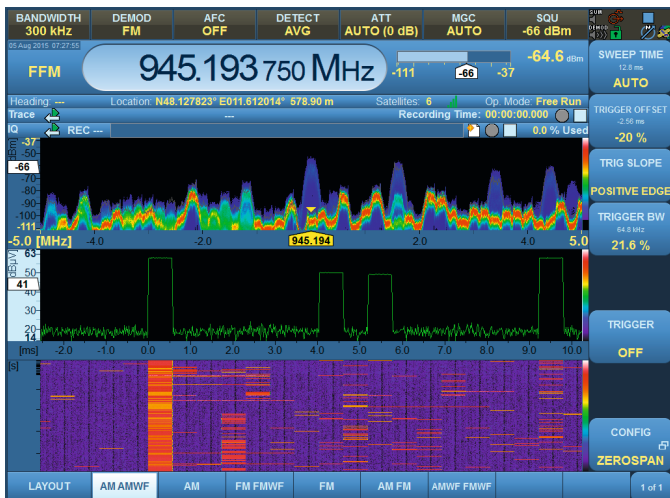 BANDWIDTH DEMOD AFC DETECT ATT MGC SQU
300 kHz FM OFF AVG AUTO (0 dB) AUTO -66 dBm
SUM
DEMOD
05 Aug 2015 07:27:55
FFM
945.193 750 MHz
-111 -66 -37
-64.6 dBm
Heading: --- Location: N48.127823° E011.612014° 578.90 m Satellites: 6 Op. Mode: Free Run
Trace --- Recording Time: 00:00:00.000
IQ REC --- 0.0 % Used
[dBm]
-37
-50
-66
-70
-80
-90
-100
-111
-5.0 [MHz] -4.0 -2.0 945.194 2.0 4.0 5.0
[dBµV]
63
50
41
40
30
20
14
[ms] -2.0 -1.0 0.0 1.0 2.0 3.0 4.0 5.0 6.0 7.0 8.0 9.0 10.0
[s]
SWEEP TIME
12.8 ms
AUTO
TRIGGER OFFSET
-2.56 ms
-20 %
TRIG SLOPE
POSITIVE EDGE
TRIGGER BW
64.8 kHz
21.6 %
TRIGGER
OFF
CONFIG
ZEROSPAN
LAYOUT AM AMWF AM FM FMWF FM AM FM AMWF FMWF 1 of 1